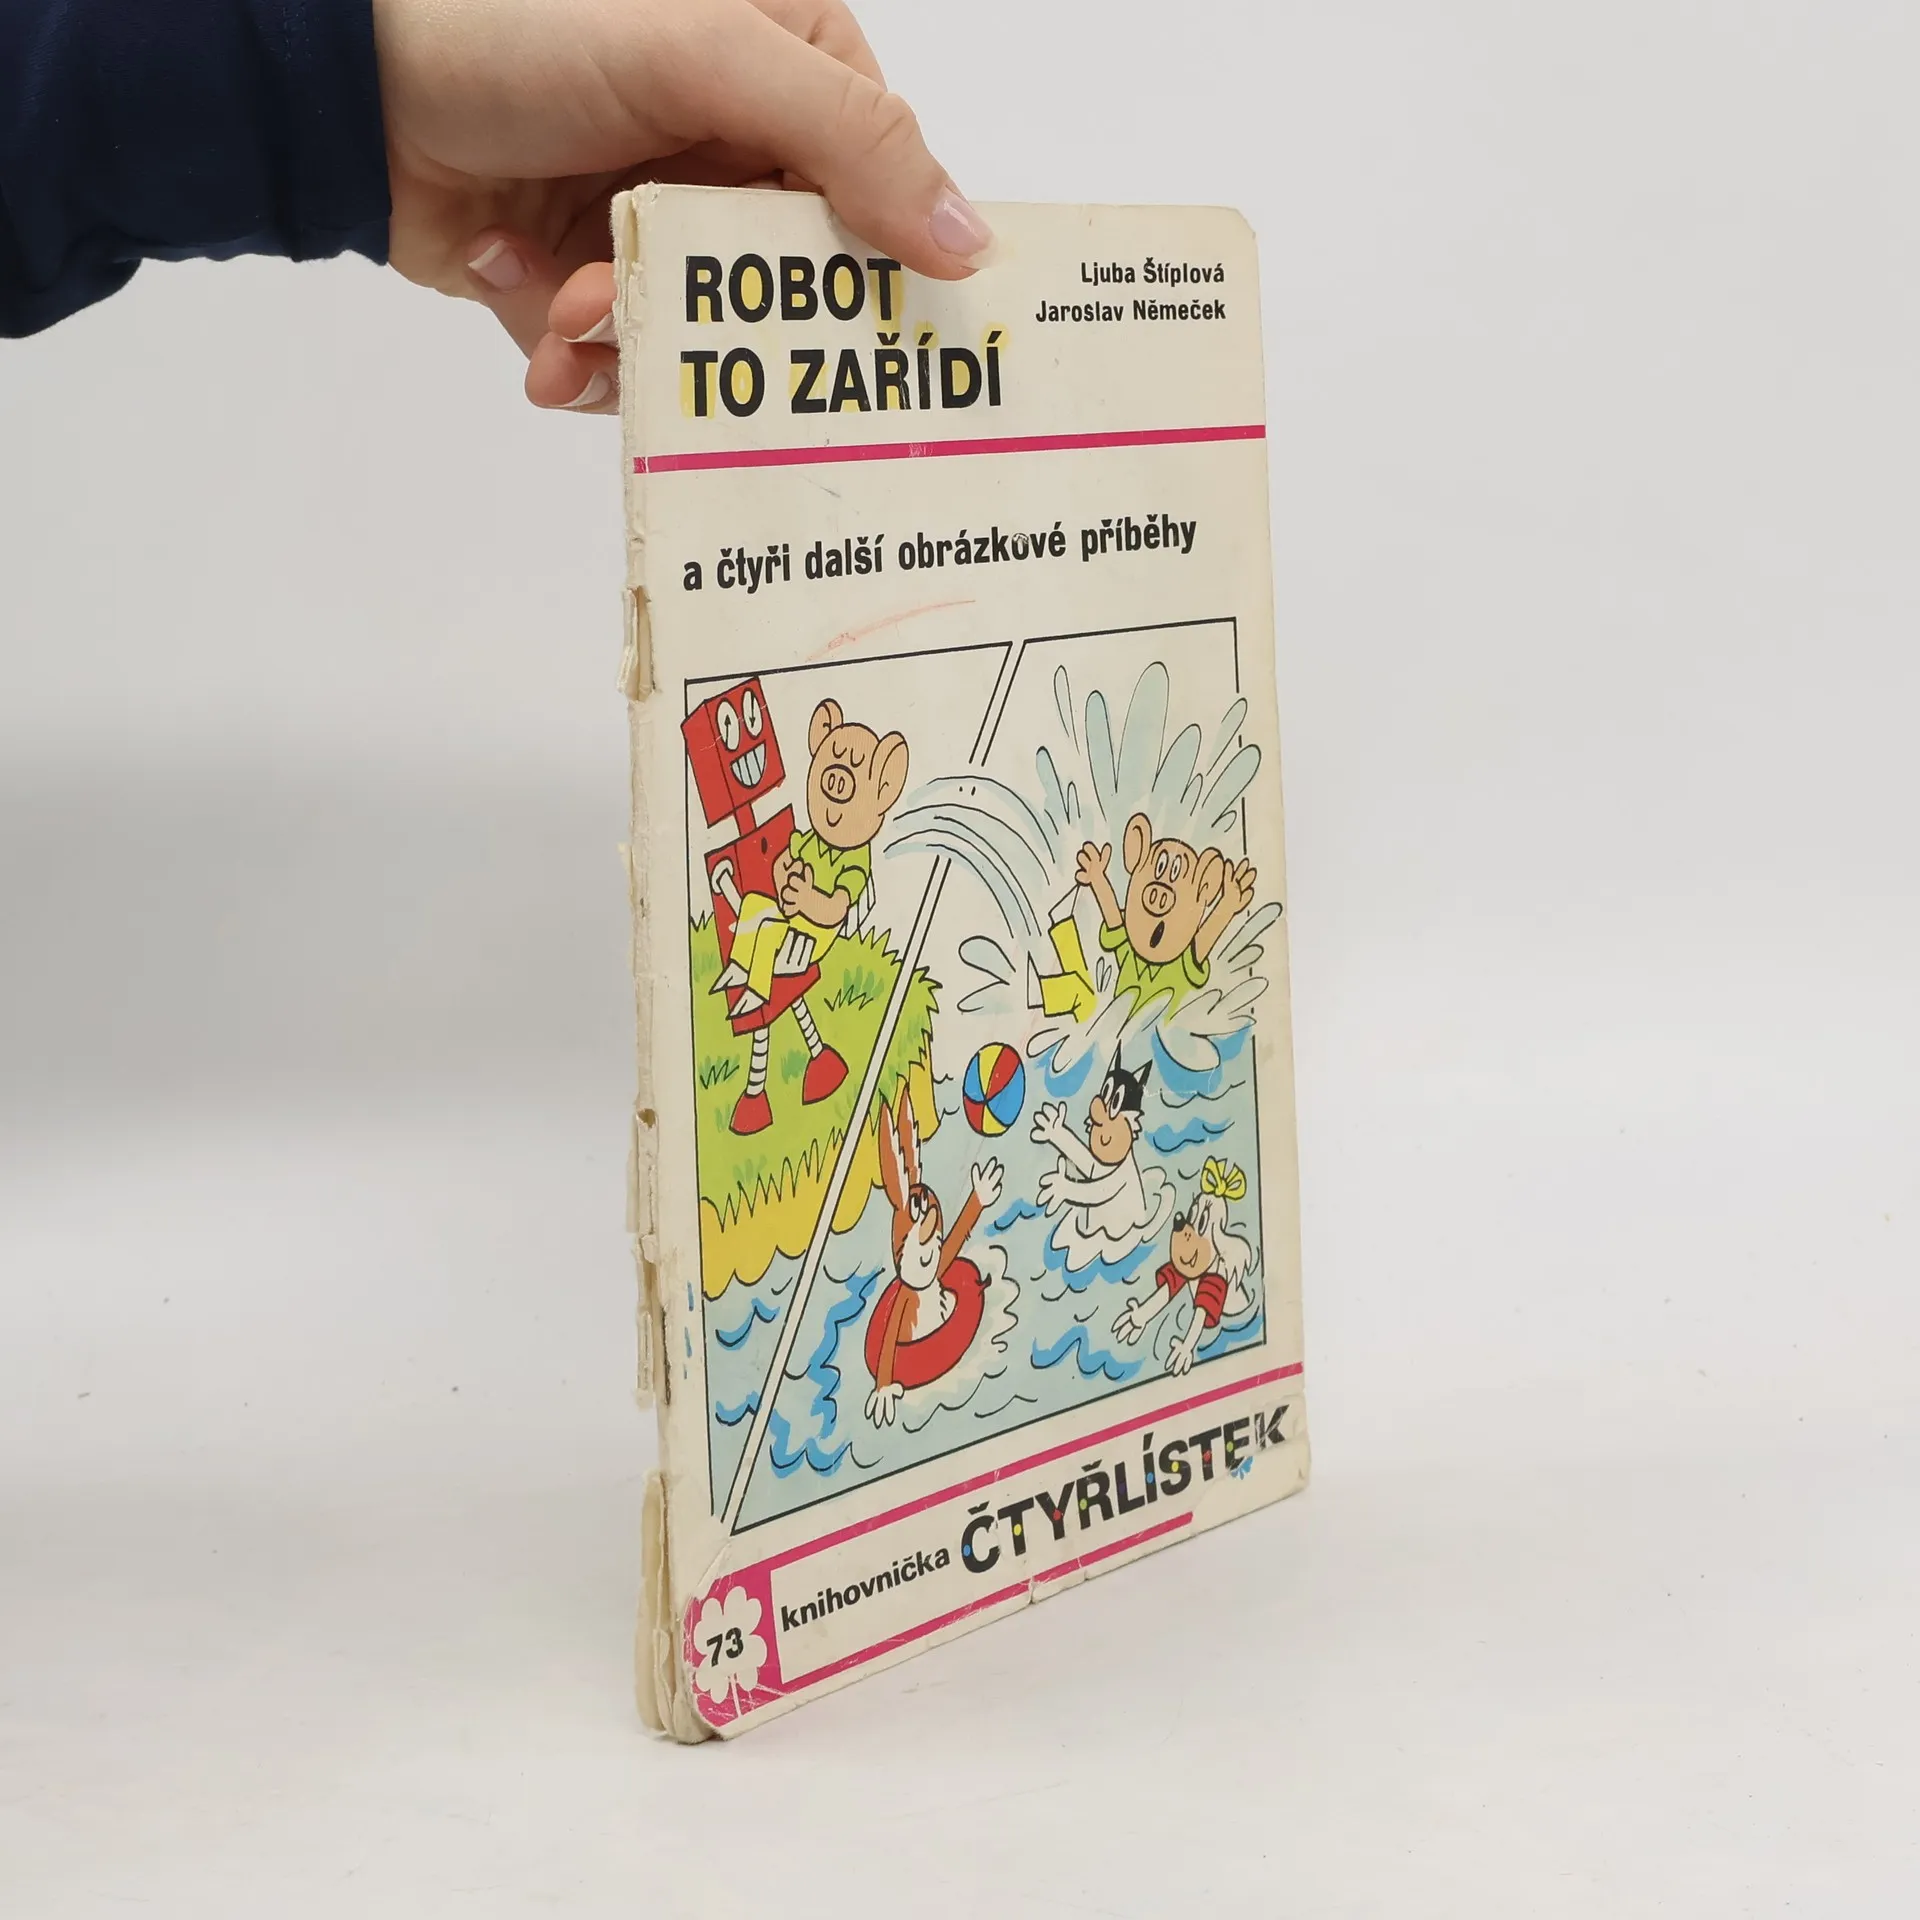 ROBOT
TO ZAŘÍDÍ
Ljuba Štíplová
Jaroslav Němeček
a čtyři další obrázkové příběhy
knihovnička ČTYŘLÍSTEK
73